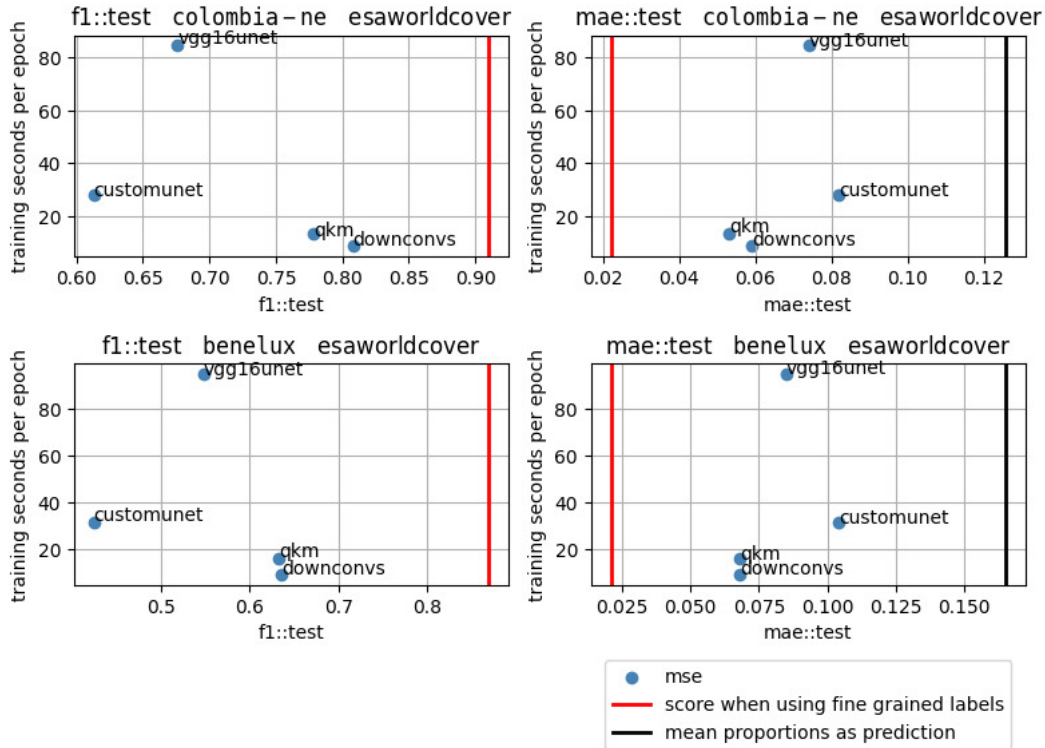 f1::test colombia-ne esaworldcover
training seconds per epoch
80
60
40
20
vgg16unet
customunet
qkm
downconvs
0.60 0.65 0.70 0.75 0.80 0.85 0.90
f1::test
mae::test colombia-ne esaworldcover
training seconds per epoch
80
60
40
20
vgg16unet
customunet
qkm
downconvs
0.02 0.04 0.06 0.08 0.10 0.12
mae::test
f1::test benelux esaworldcover
training seconds per epoch
80
60
40
20
vgg16unet
customunet
qkm
downconvs
0.5 0.6 0.7 0.8
f1::test
mae::test benelux esaworldcover
training seconds per epoch
80
60
40
20
vgg16unet
customunet
qkm
downconvs
0.025 0.050 0.075 0.100 0.125 0.150
mae::test
mse
score when using fine grained labels
mean proportions as prediction